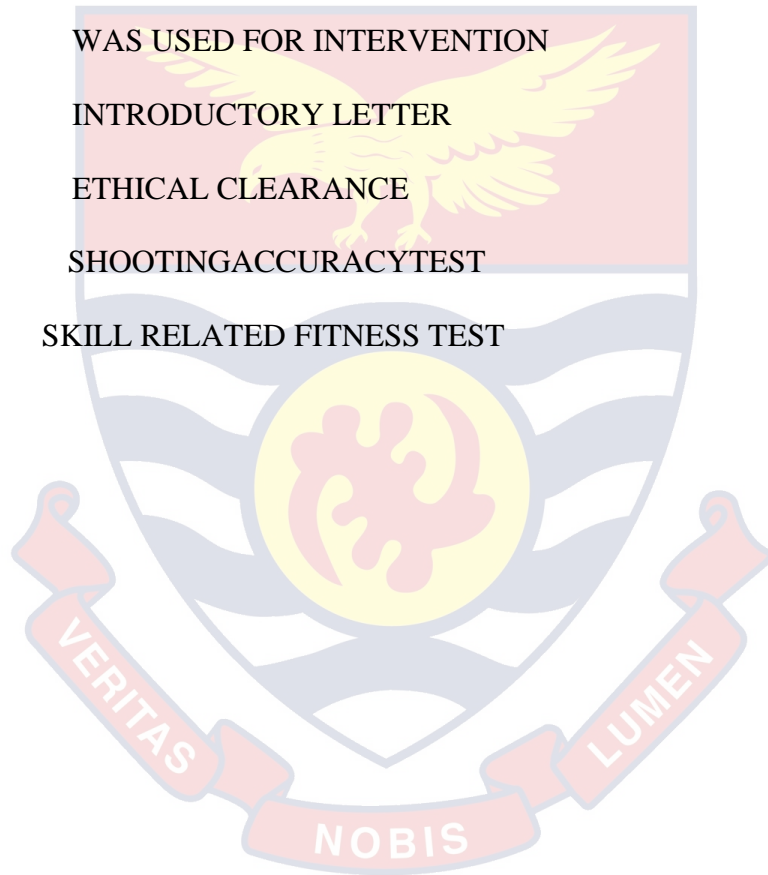 WAS USED FOR INTERVENTION
INTRODUCTORY LETTER
ETHICAL CLEARANCE
SHOOTINGACCURACYTEST
SKILL RELATED FITNESS TEST
VERITAS
NOBIS
LUMEN